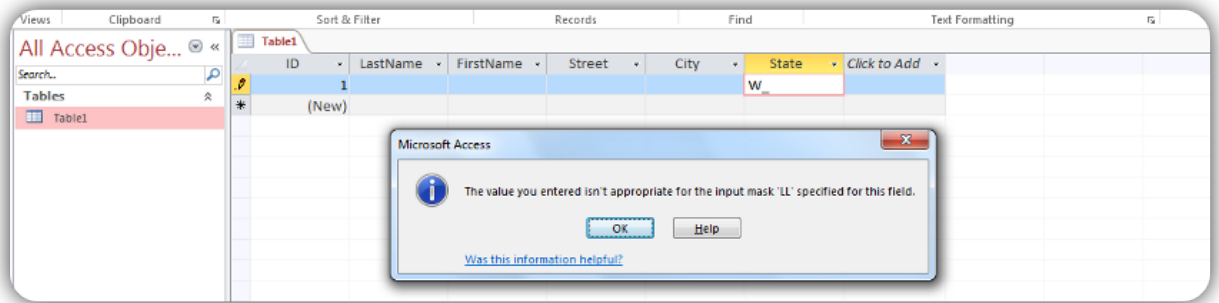 Views Clipboard Sort & Filter Records Find Text Formatting
All Access Obje... «
Table1
Search...
ID LastName FirstName Street City State Click to Add
1 W_
Tables
* (New)
Table1
Microsoft Access
The value you entered isn't appropriate for the input mask 'LL' specified for this field.
OK Help
Was this information helpful?